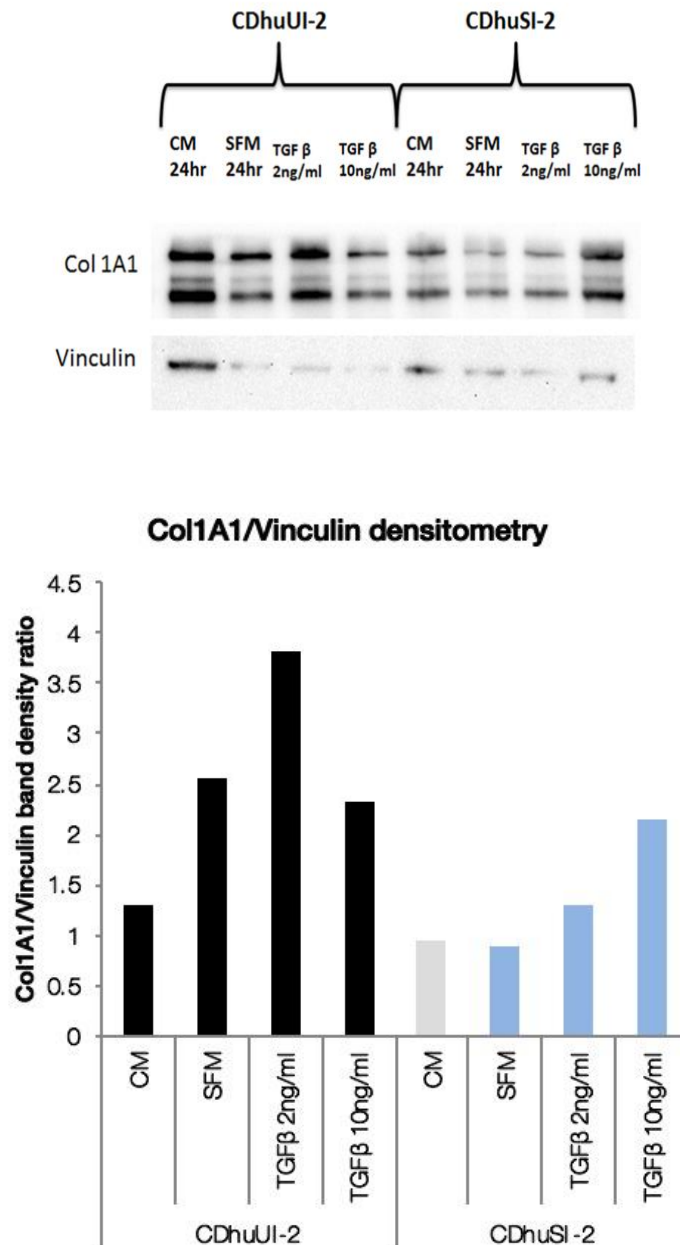 CDhuUI-2 CDhuSI-2
CM SFM TGF β TGF β CM SFM TGF β TGF β
24hr 24hr 2ng/ml 10ng/ml 24hr 24hr 2ng/ml 10ng/ml
Col 1A1
Vinculin
Col1A1/Vinculin densitometry
Col1A1/Vinculin band density ratio
4.5
4
3.5
3
2.5
2
1.5
1
0.5
0
CM SFM TGFβ 2ng/ml TGFβ 10ng/ml CM SFM TGFβ 2ng/ml TGFβ 10ng/ml
CDhuUI-2 CDhuSI-2